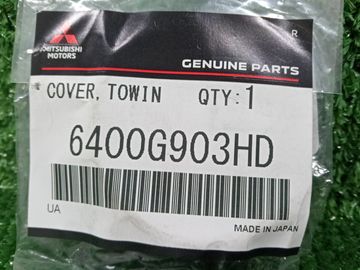 R
MITSUBISHI
MOTORS
GENUINE PARTS
COVER, TOWIN QTY:1
6400G903HD
UA
MADE IN JAPAN